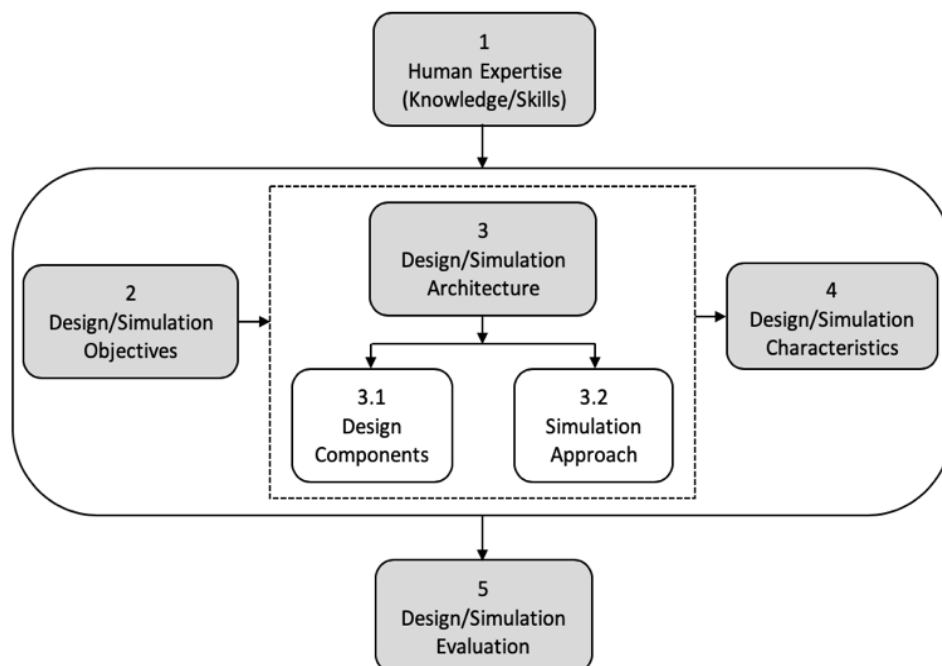 1
Human Expertise
(Knowledge/Skills)
2
Design/Simulation
Objectives
3
Design/Simulation
Architecture
3.1
Design
Components
3.2
Simulation
Approach
4
Design/Simulation
Characteristics
5
Design/Simulation
Evaluation